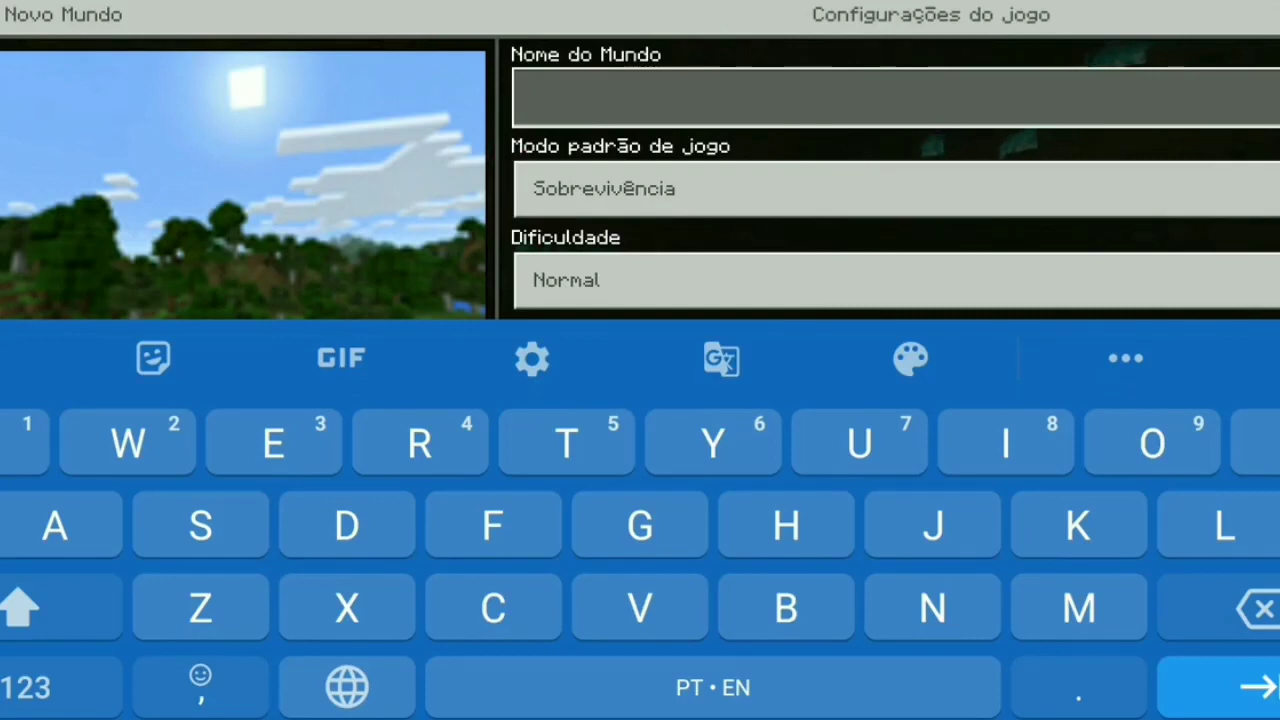 Novo Mundo
Configurações do jogo
Nome do Mundo
Modo padrão de jogo
Sobrevivência
Dificuldade
Normal
GIF
1 W 2 E 3 R 4 T 5 Y 6 U 7 I 8 O 9
A S D F G H J K L
Z X C V B N M
123 , PT • EN .